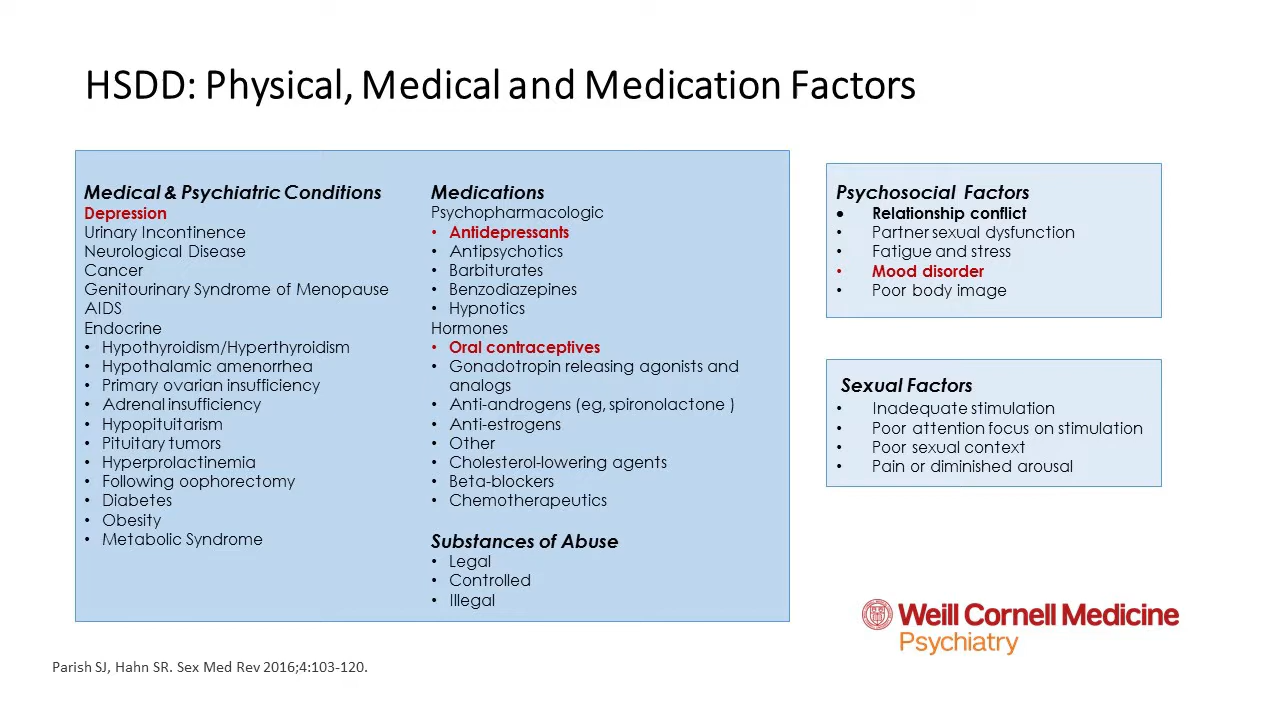 HSDD: Physical, Medical and Medication Factors
Medical & Psychiatric Conditions
Depression
Urinary Incontinence
Neurological Disease
Cancer
Genitourinary Syndrome of Menopause
AIDS
Endocrine
• Hypothyroidism/Hyperthyroidism
• Hypothalamic amenorrhea
• Primary ovarian insufficiency
• Adrenal insufficiency
• Hypopituitarism
• Pituitary tumors
• Hyperprolactinemia
• Following oophorectomy
• Diabetes
• Obesity
• Metabolic Syndrome
Medications
Psychopharmacologic
• Antidepressants
• Antipsychotics
• Barbiturates
• Benzodiazepines
• Hypnotics
Hormones
• Oral contraceptives
• Gonadotropin releasing agonists and
analogs
• Anti-androgens (eg, spironolactone )
• Anti-estrogens
• Other
• Cholesterol-lowering agents
• Beta-blockers
• Chemotherapeutics
Substances of Abuse
• Legal
• Controlled
• Illegal
Psychosocial Factors
• Relationship conflict
• Partner sexual dysfunction
• Fatigue and stress
• Mood disorder
• Poor body image
Sexual Factors
• Inadequate stimulation
• Poor attention focus on stimulation
• Poor sexual context
• Pain or diminished arousal
Weill Cornell Medicine
Psychiatry
Parish SJ, Hahn SR. Sex Med Rev 2016;4:103-120.